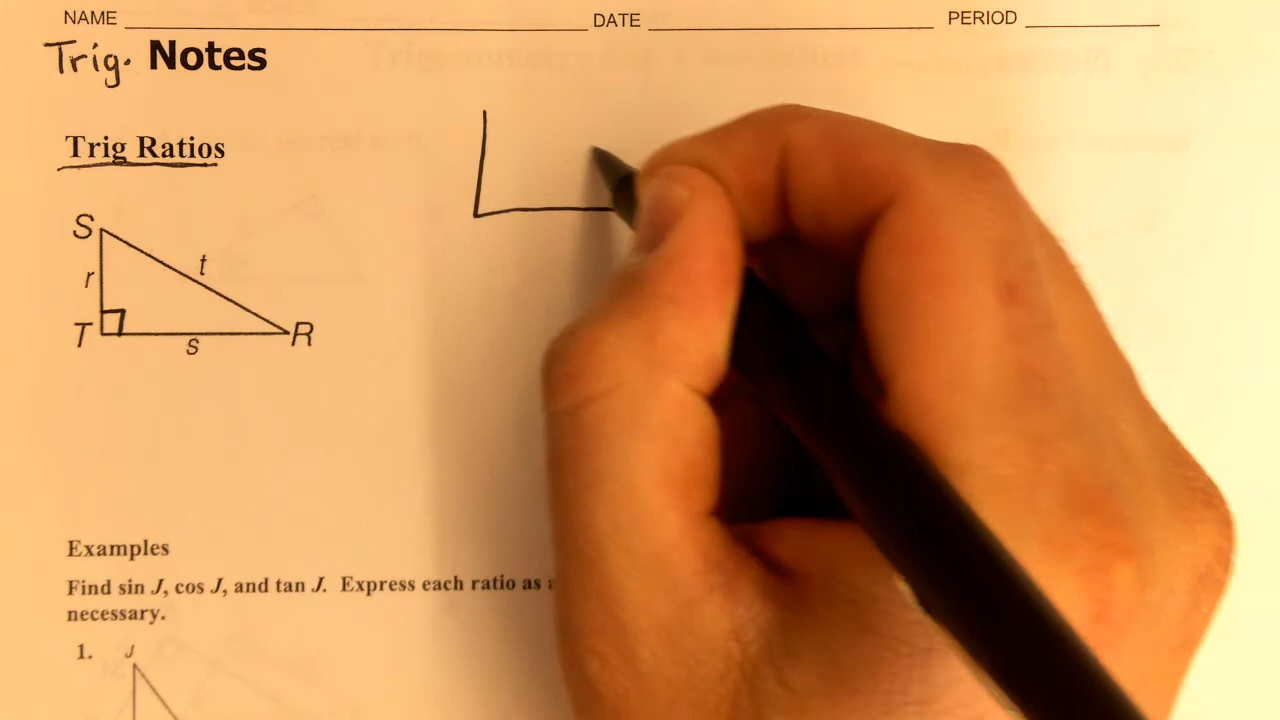 NAME DATE PERIOD
Trig. Notes
Trig Ratios
S
r t
T s R
Examples
Find sin J, cos J, and tan J. Express each ratio as
necessary.
1. J